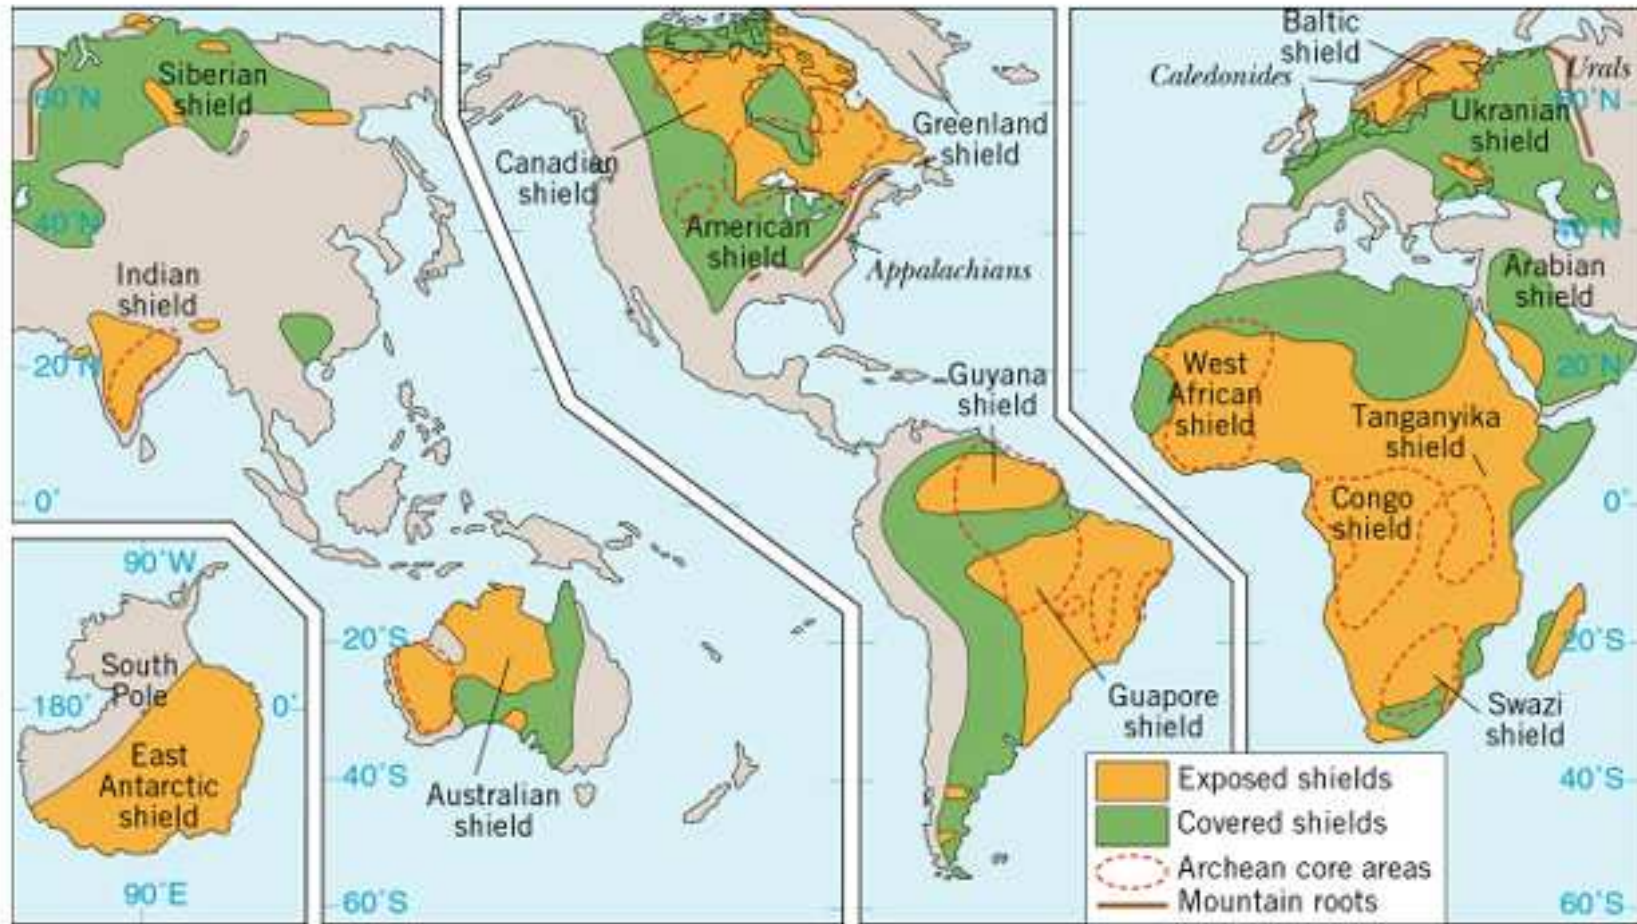 Siberian
shield
60°N
40°N
Indian
shield
20°N
0°
Canadian
shield
American
shield
Greenland
shield
Appalachians
Baltic
shield
Caledonides
Urals
60°N
Ukranian
shield
40°N
Arabian
shield
20°N
West
African
shield
Tanganyika
shield
Congo
shield
0°
Guyana
shield
Guapore
shield
Swazi
shield
20°S
40°S
60°S
90°W
South
Pole
180°
0°
East
Antarctic
shield
90°E
20°S
Australian
shield
40°S
60°S
Exposed shields
Covered shields
Archean core areas
Mountain roots